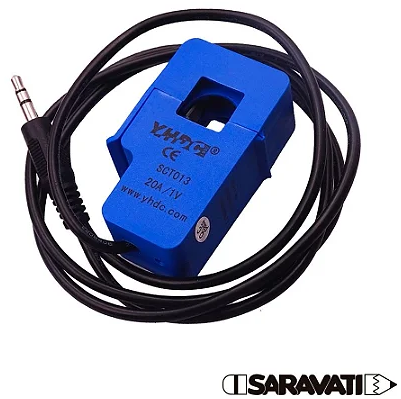 YHDC®
CE
SCT013
20A/1V
www.yhdc.com
SARAVATI